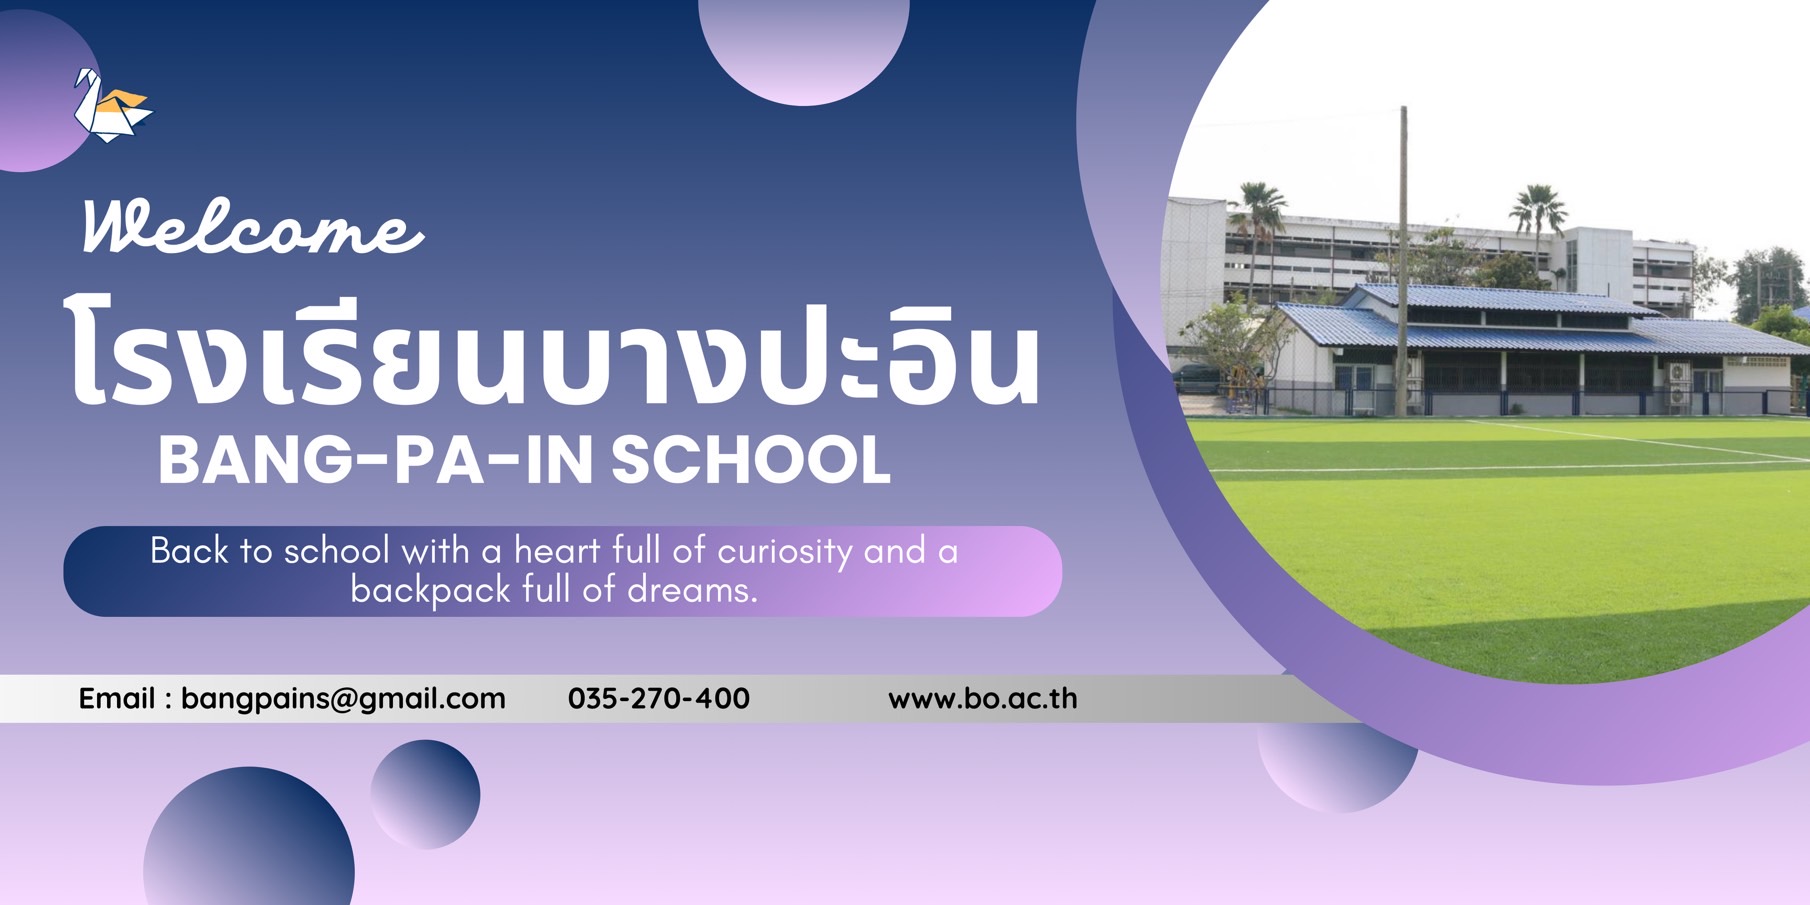 Welcome
โรงเรียนบางปะอิน
BANG-PA-IN SCHOOL
Back to school with a heart full of curiosity and a
backpack full of dreams.
Email : bangpains@gmail.com 035-270-400 www.bo.ac.th